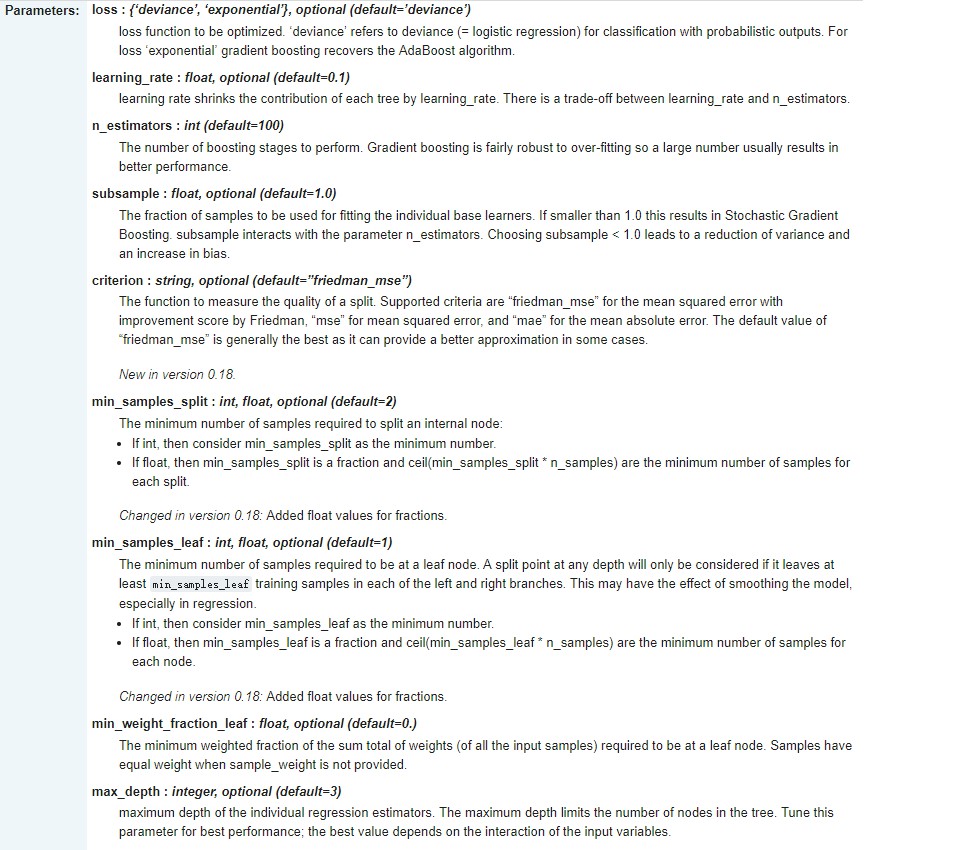 Parameters: loss : {‘deviance’, ‘exponential’}, optional (default=’deviance’)
loss function to be optimized. ‘deviance’ refers to deviance (= logistic regression) for classification with probabilistic outputs. For
loss ‘exponential’ gradient boosting recovers the AdaBoost algorithm.
learning_rate : float, optional (default=0.1)
learning rate shrinks the contribution of each tree by learning_rate. There is a trade-off between learning_rate and n_estimators.
n_estimators : int (default=100)
The number of boosting stages to perform. Gradient boosting is fairly robust to over-fitting so a large number usually results in
better performance.
subsample : float, optional (default=1.0)
The fraction of samples to be used for fitting the individual base learners. If smaller than 1.0 this results in Stochastic Gradient
Boosting. subsample interacts with the parameter n_estimators. Choosing subsample < 1.0 leads to a reduction of variance and
an increase in bias.
criterion : string, optional (default=”friedman_mse”)
The function to measure the quality of a split. Supported criteria are “friedman_mse” for the mean squared error with
improvement score by Friedman, “mse” for mean squared error, and “mae” for the mean absolute error. The default value of
“friedman_mse” is generally the best as it can provide a better approximation in some cases.
New in version 0.18.
min_samples_split : int, float, optional (default=2)
The minimum number of samples required to split an internal node:
• If int, then consider min_samples_split as the minimum number.
• If float, then min_samples_split is a fraction and ceil(min_samples_split * n_samples) are the minimum number of samples for
each split.
Changed in version 0.18: Added float values for fractions.
min_samples_leaf : int, float, optional (default=1)
The minimum number of samples required to be at a leaf node. A split point at any depth will only be considered if it leaves at
least min_samples_leaf training samples in each of the left and right branches. This may have the effect of smoothing the model,
especially in regression.
• If int, then consider min_samples_leaf as the minimum number.
• If float, then min_samples_leaf is a fraction and ceil(min_samples_leaf * n_samples) are the minimum number of samples for
each node.
Changed in version 0.18: Added float values for fractions.
min_weight_fraction_leaf : float, optional (default=0.)
The minimum weighted fraction of the sum total of weights (of all the input samples) required to be at a leaf node. Samples have
equal weight when sample_weight is not provided.
max_depth : integer, optional (default=3)
maximum depth of the individual regression estimators. The maximum depth limits the number of nodes in the tree. Tune this
parameter for best performance; the best value depends on the interaction of the input variables.